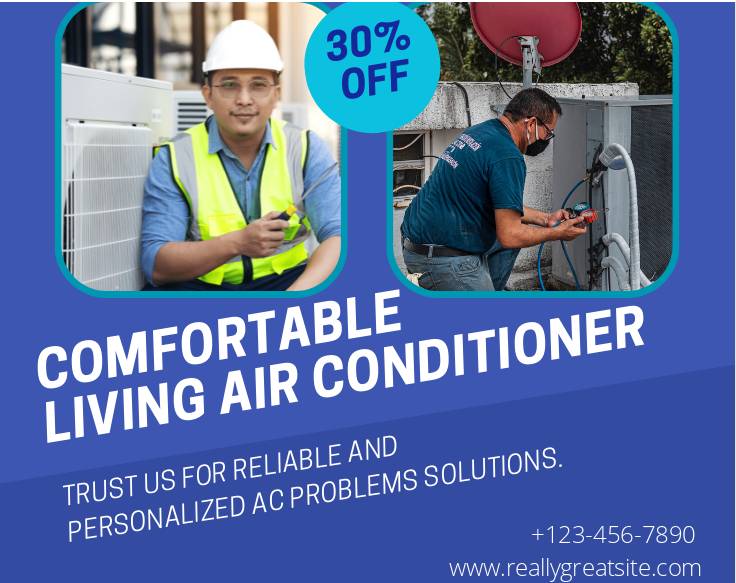 30%
OFF
COMFORTABLE
LIVING AIR CONDITIONER
TRUST US FOR RELIABLE AND
PERSONALIZED AC PROBLEMS SOLUTIONS.
+123-456-7890
www.reallygreatsite.com